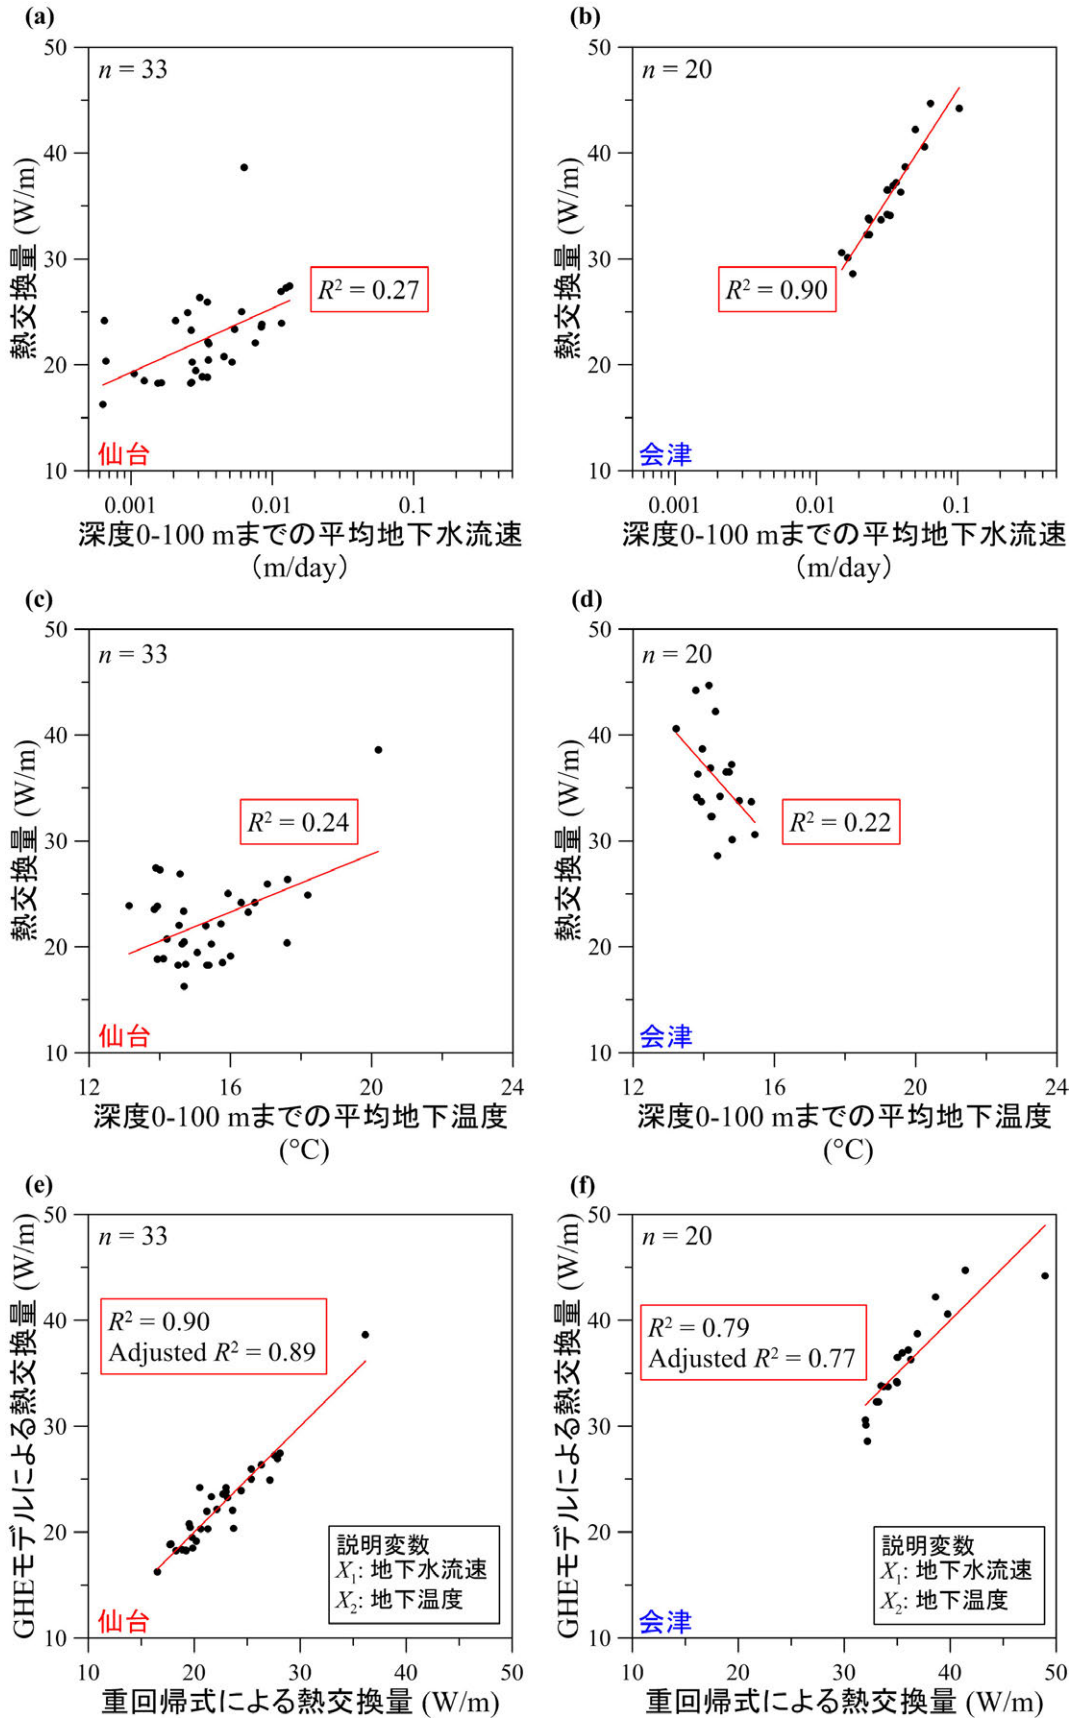 (a)
n = 33
50
40
30
20
10
熱交換量 (W/m)
R² = 0.27
仙台
0.001
0.01
0.1
深度0-100 mまでの平均地下水流速
(m/day)
(b)
n = 20
50
40
30
20
10
熱交換量 (W/m)
R² = 0.90
会津
0.001
0.01
0.1
深度0-100 mまでの平均地下水流速
(m/day)
(c)
n = 33
50
40
30
20
10
熱交換量 (W/m)
R² = 0.24
仙台
12
16
20
24
深度0-100 mまでの平均地下温度
(°C)
(d)
n = 20
50
40
30
20
10
熱交換量 (W/m)
R² = 0.22
会津
12
16
20
24
深度0-100 mまでの平均地下温度
(°C)
(e)
n = 33
50
40
30
20
10
GHEモデルによる熱交換量 (W/m)
R² = 0.90
Adjusted R² = 0.89
説明変数
X₁: 地下水流速
X₂: 地下温度
仙台
10
20
30
40
50
重回帰式による熱交換量 (W/m)
(f)
n = 20
50
40
30
20
10
GHEモデルによる熱交換量 (W/m)
R² = 0.79
Adjusted R² = 0.77
説明変数
X₁: 地下水流速
X₂: 地下温度
会津
10
20
30
40
50
重回帰式による熱交換量 (W/m)